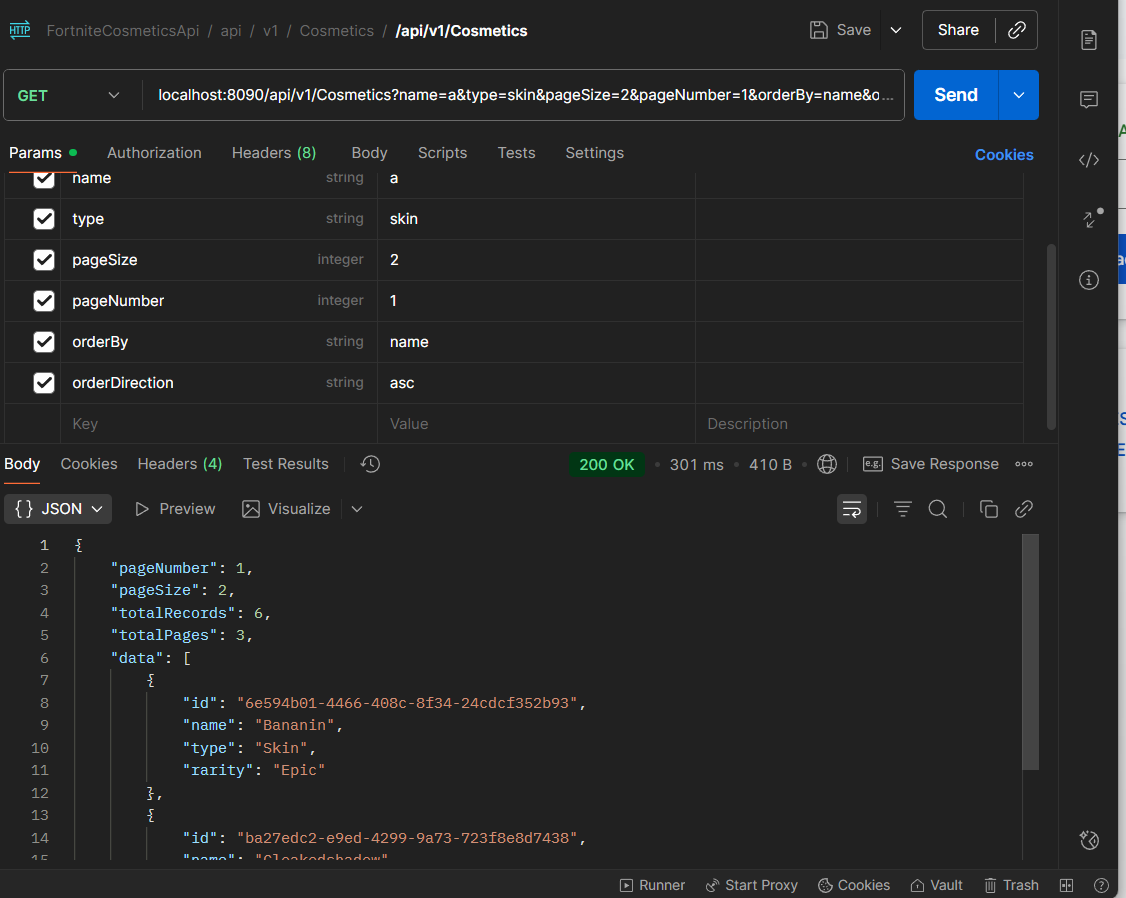 HTTP FortniteCosmeticsApi / api / v1 / Cosmetics / /api/v1/Cosmetics Save Share
GET localhost:8090/api/v1/Cosmetics?name=a&type=skin&pageSize=2&pageNumber=1&orderBy=name&o... Send
Params Authorization Headers (8) Body Scripts Tests Settings Cookies
name string a
type string skin
pageSize integer 2
pageNumber integer 1
orderBy string name
orderDirection string asc
Key Value Description
Body Cookies Headers (4) Test Results 200 OK 301 ms 410 B e.g. Save Response
{} JSON Preview Visualize
1 {
2 "pageNumber": 1,
3 "pageSize": 2,
4 "totalRecords": 6,
5 "totalPages": 3,
6 "data": [
7 {
8 "id": "6e594b01-4466-408c-8f34-24cdcf352b93",
9 "name": "Bananin",
10 "type": "Skin",
11 "rarity": "Epic"
12 },
13 {
14 "id": "ba27edc2-e9ed-4299-9a73-723f8e8d7438",
15 "name": "Cloakedshadow"
Runner Start Proxy Cookies Vault Trash